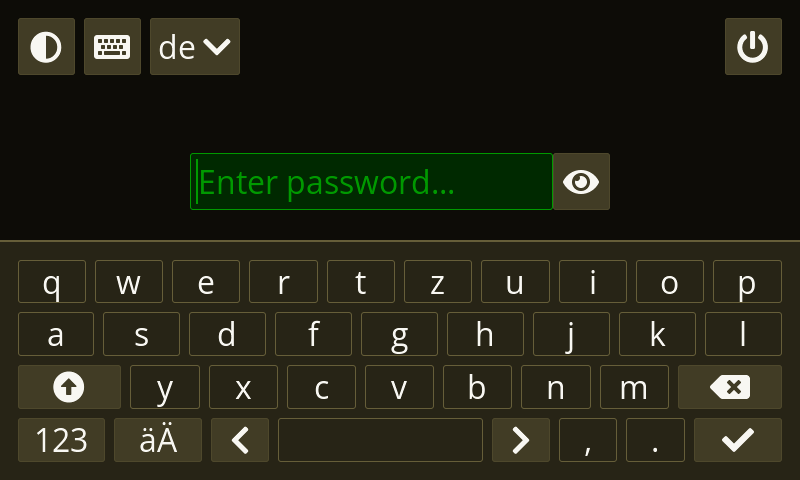 de
Enter password...
q w e r t z u i o p
a s d f g h j k l
y x c v b n m
123 äÄ , .